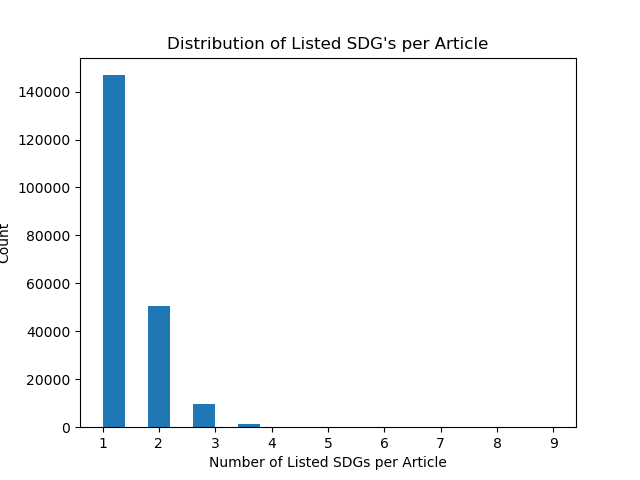 Distribution of Listed SDG's per Article
140000
120000
100000
80000
60000
40000
20000
0
Count
1 2 3 4 5 6 7 8 9
Number of Listed SDGs per Article